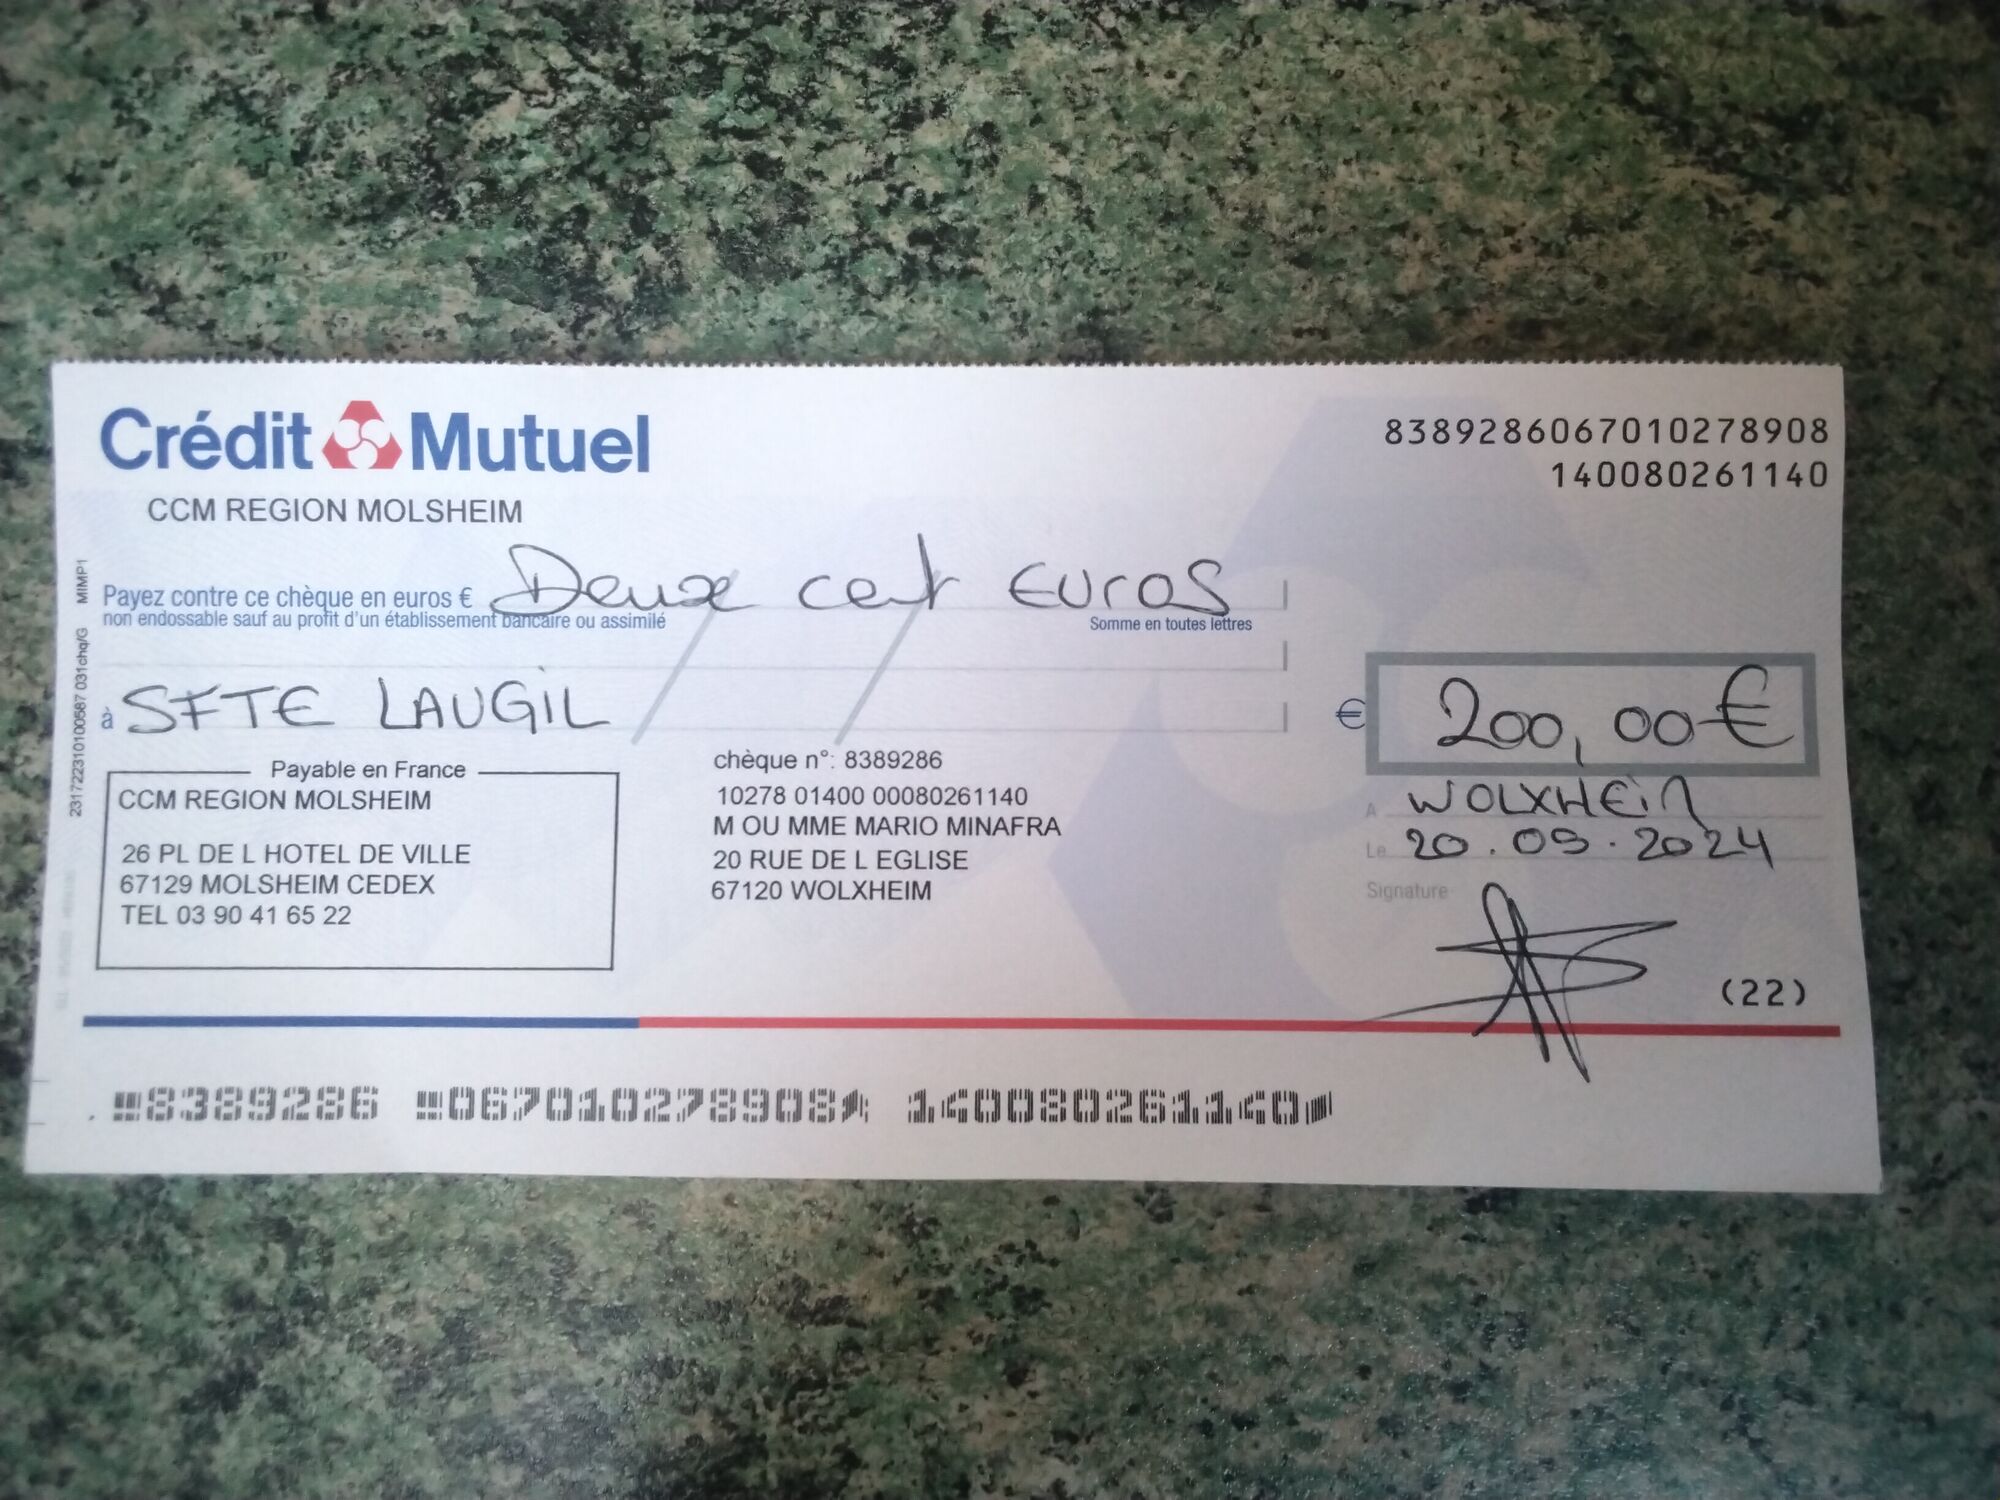 Crédit Mutuel
8389286067010278908
140080261140
CCM REGION MOLSHEIM
Payez contre ce chèque en euros € Deux cent Euros
non endossable sauf au profit d'un établissement bancaire ou assimilé
Somme en toutes lettres
à SFTE LAUGIL
€ 200,00€
Payable en France
CCM REGION MOLSHEIM
26 PL DE L HOTEL DE VILLE
67129 MOLSHEIM CEDEX
TEL 03 90 41 65 22
chèque n°: 8389286
10278 01400 00080261140
M OU MME MARIO MINAFRA
20 RUE DE L EGLISE
67120 WOLXHEIM
A WOLXHEIM
Le 20.09.2024
Signature
(22)
231722310100587 031chq/G MIMP1
8389286 067010278908 140080261140